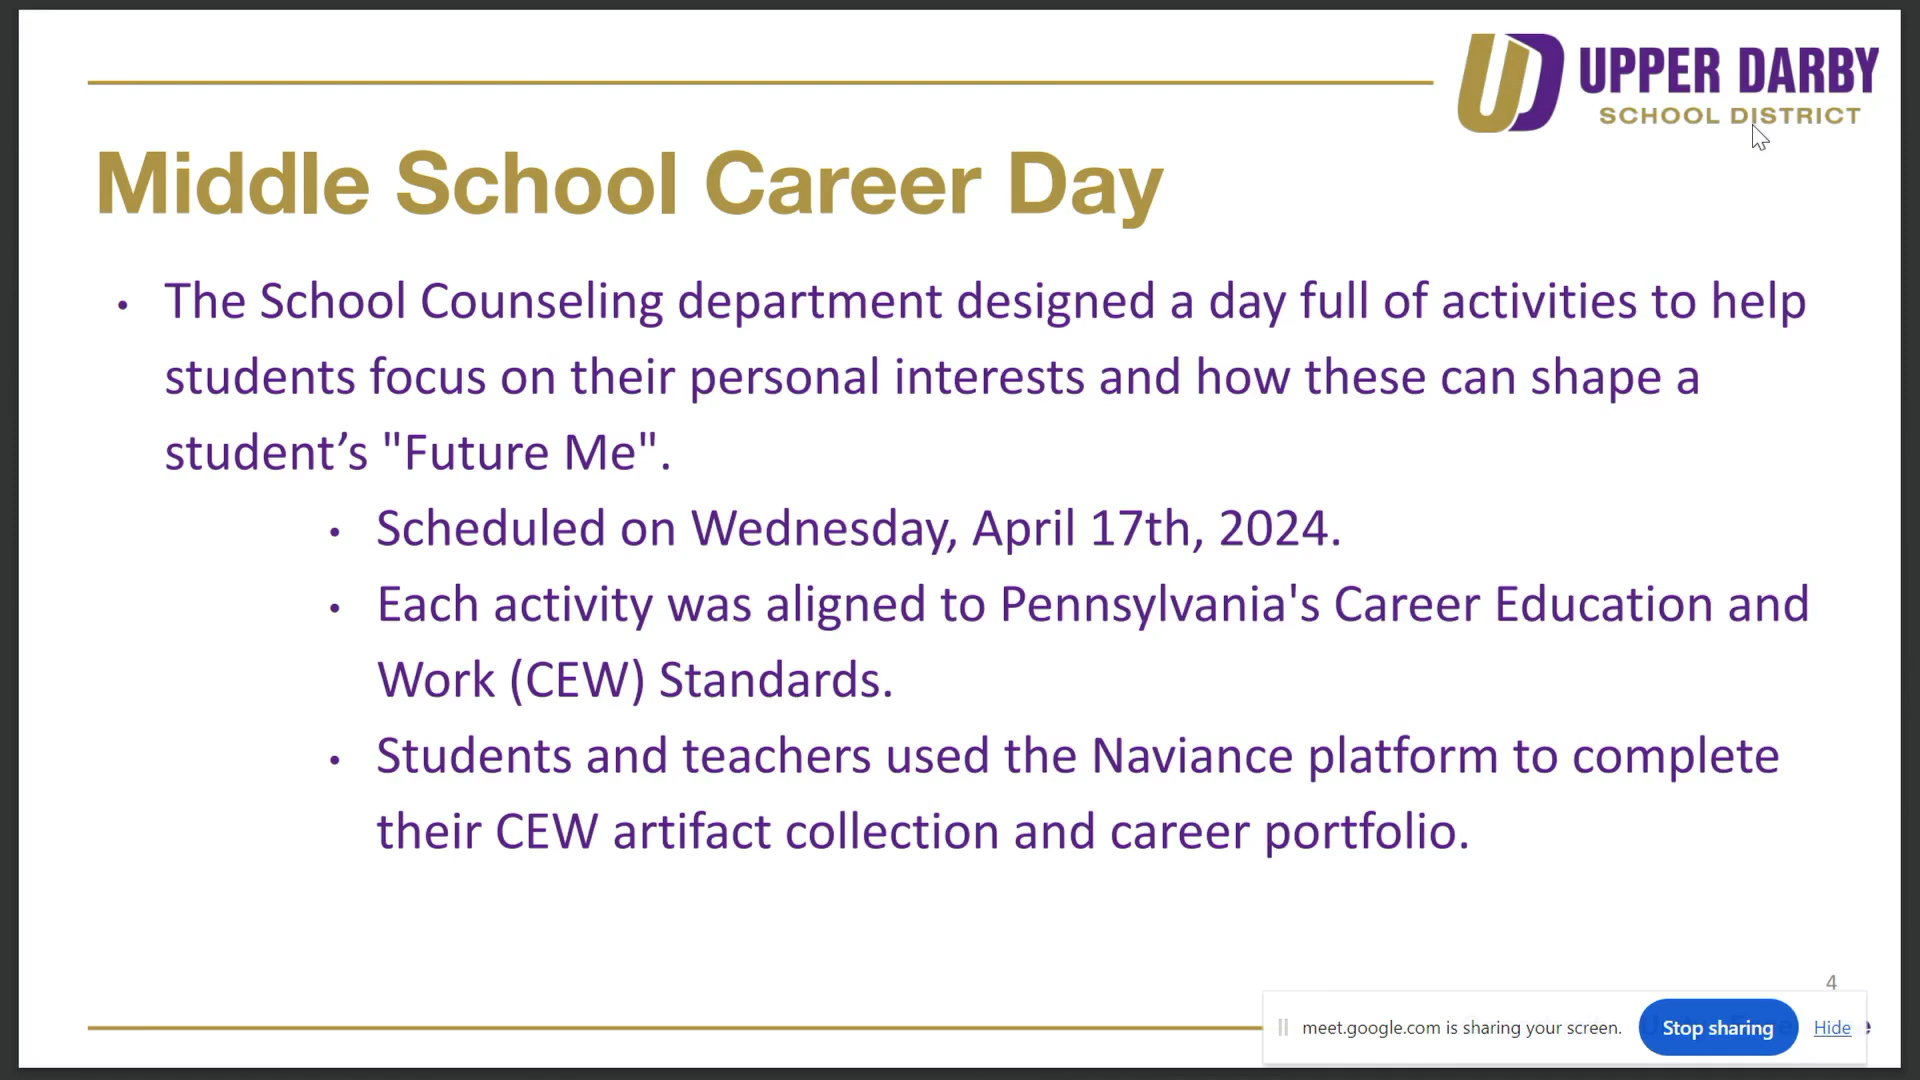 UPPER DARBY
SCHOOL DISTRICT
Middle School Career Day
• The School Counseling department designed a day full of activities to help
students focus on their personal interests and how these can shape a
student’s "Future Me".
• Scheduled on Wednesday, April 17th, 2024.
• Each activity was aligned to Pennsylvania's Career Education and
Work (CEW) Standards.
• Students and teachers used the Naviance platform to complete
their CEW artifact collection and career portfolio.
4
meet.google.com is sharing your screen. Stop sharing Hide